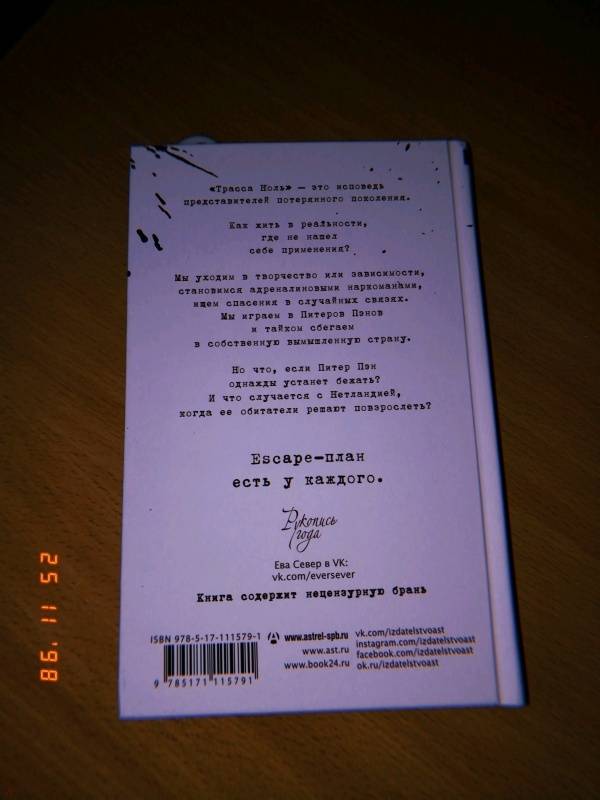 «Трасса Ноль» — это исповедь
представителей потерянного поколения.
Как жить в реальности,
где не нашел
себе применения?
Мы уходим в творчество или зависимости,
становимся адреналиновыми наркоманами,
ищем спасения в случайных связях.
Мы играем в Питеров Пэнов
и тайком сбегаем
в собственную вымышленную страну.
Но что, если Питер Пэн
однажды устанет бежать?
И что случается с Нетландией,
когда ее обитатели решают повзрослеть?
Escape-план
есть у каждого.
Рукопись
года
Ева Север в VK:
vk.com/eversever
Книга содержит нецензурную брань
ISBN 978-5-17-111579-1
9 785171 115791
www.astrel-spb.ru
www.ast.ru
www.book24.ru
vk.com/izdatelstvoast
instagram.com/izdatelstvoast
facebook.com/izdatelstvoast
ok.ru/izdatelstvoast
25 11 '98